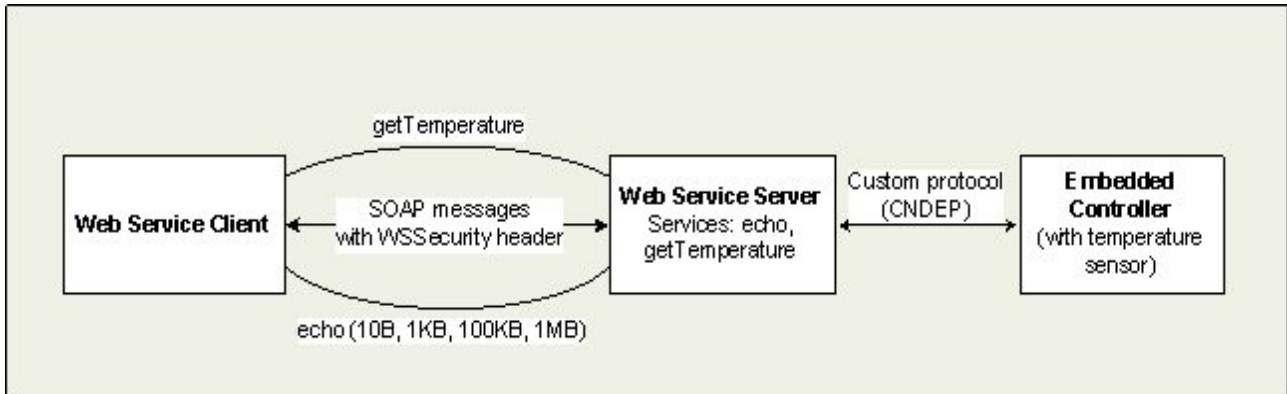 getTemperature
Web Service Client
SOAP messages
with WSSecurity header
echo (10B, 1KB, 100KB, 1MB)
Web Service Server
Services: echo,
getTemperature
Custom protocol
(CNDEP)
Embedded
Controller
(with temperature
sensor)